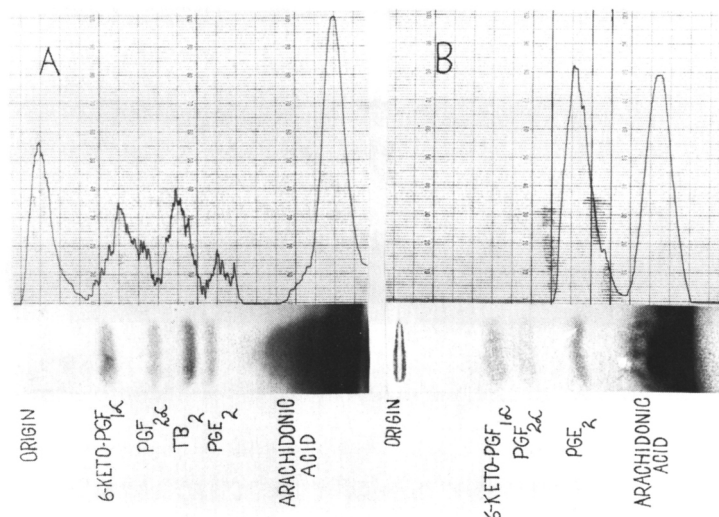 A
B
ORIGIN
6-KETO-PGF1α
PGF2α
TB2
PGE2
ARACHIDONIC
ACID
ORIGIN
6-KETO-PGF1α
PGF2α
PGE2
ARACHIDONIC
ACID